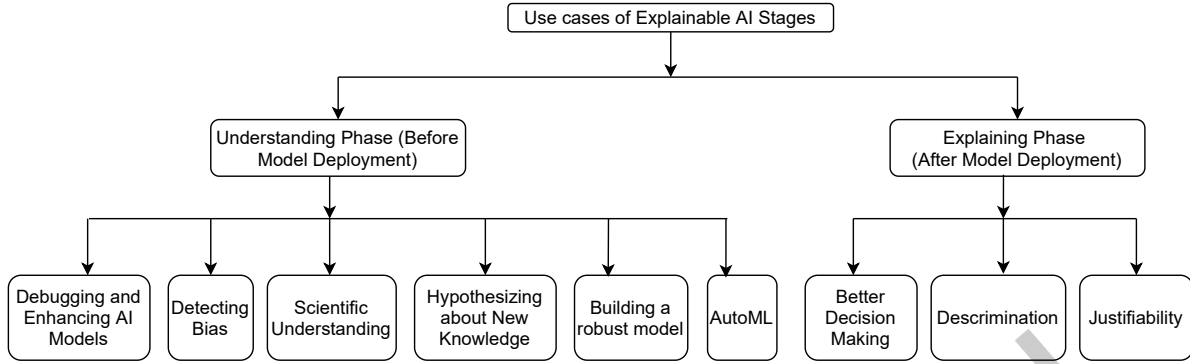 Use cases of Explainable AI Stages
Understanding Phase (Before
Model Deployment)
Explaining Phase
(After Model Deployment)
Debugging and
Enhancing AI
Models
Detecting
Bias
Scientific
Understanding
Hypothesizing
about New
Knowledge
Building a
robust model
AutoML
Better
Decision
Making
Descrimination
Justifiability